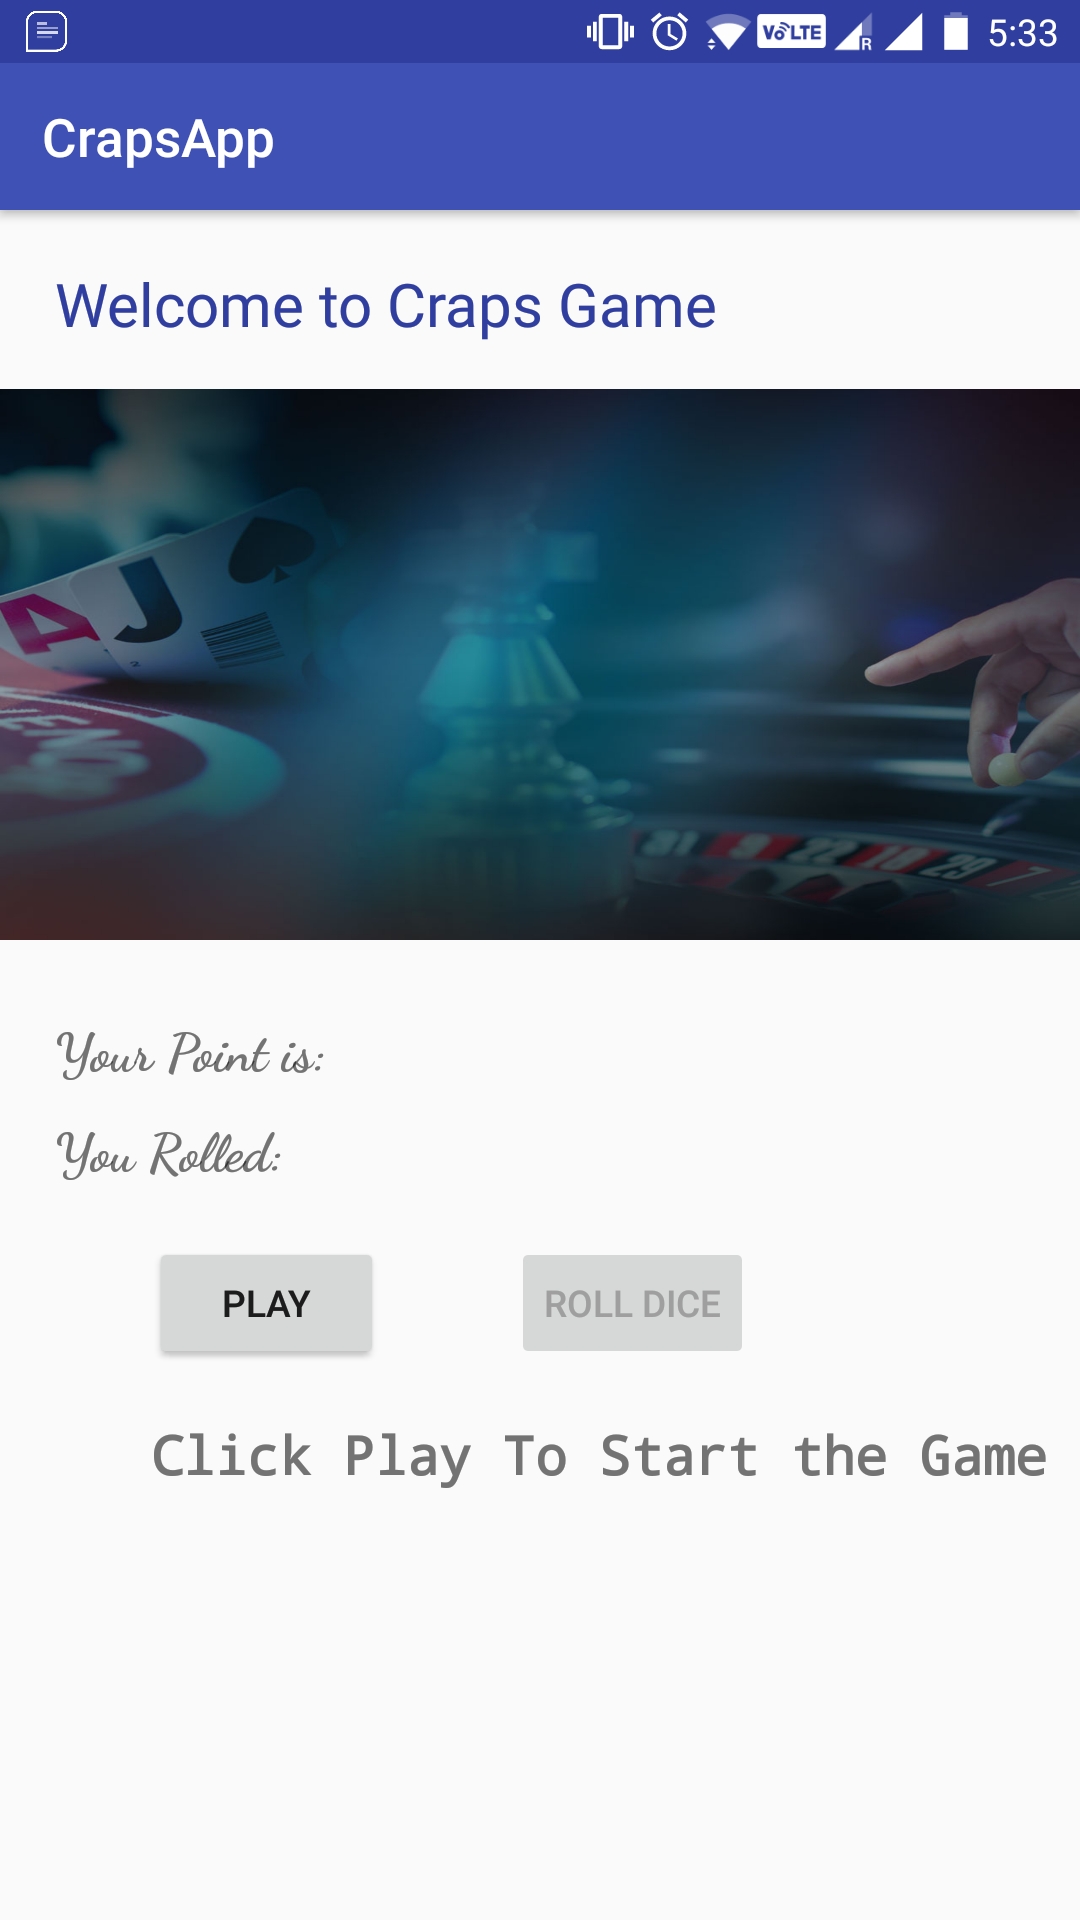 VoLTE R 5:33
CrapsApp
Welcome to Craps Game
A J
31 9 22 18 29 7
Your Point is:
You Rolled:
PLAY ROLL DICE
Click Play To Start the Game